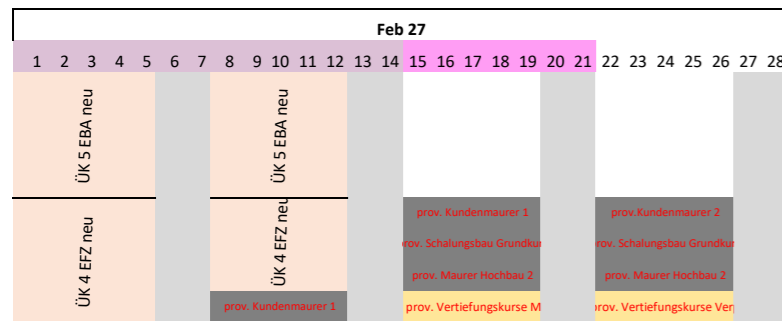 Feb 27
1 2 3 4 5 6 7 8 9 10 11 12 13 14 15 16 17 18 19 20 21 22 23 24 25 26 27 28
ÜK 5 EBA neu
ÜK 5 EBA neu
ÜK 4 EFZ neu
ÜK 4 EFZ neu
prov. Kundenmaurer 1
prov.Kundenmaurer 2
rov. Schalungsbau Grundku
rov. Schalungsbau Grundku
prov. Maurer Hochbau 2
prov. Maurer Hochbau 2
prov. Kundenmaurer 1
prov. Vertiefungskurse M
prov. Vertiefungskurse Ver